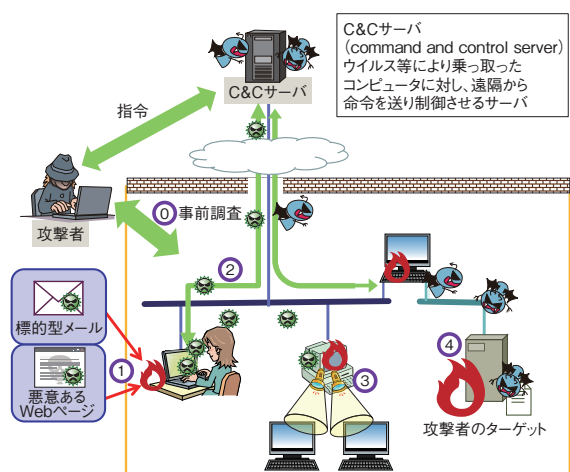 C&Cサーバ
(command and control server)
ウイルス等により乗っ取った
コンピュータに対し、遠隔から
命令を送り制御させるサーバ
C&Cサーバ
指令
攻撃者
⓪ 事前調査
②
標的型メール
①
悪意ある
Webページ
③
④
攻撃者のターゲット